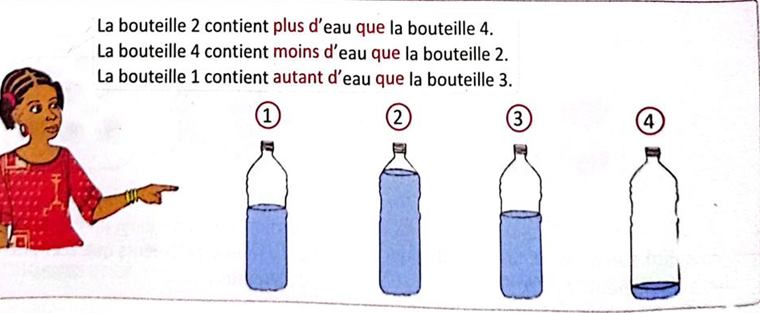 La bouteille 2 contient plus d'eau que la bouteille 4.
La bouteille 4 contient moins d'eau que la bouteille 2.
La bouteille 1 contient autant d'eau que la bouteille 3.
1 2 3 4